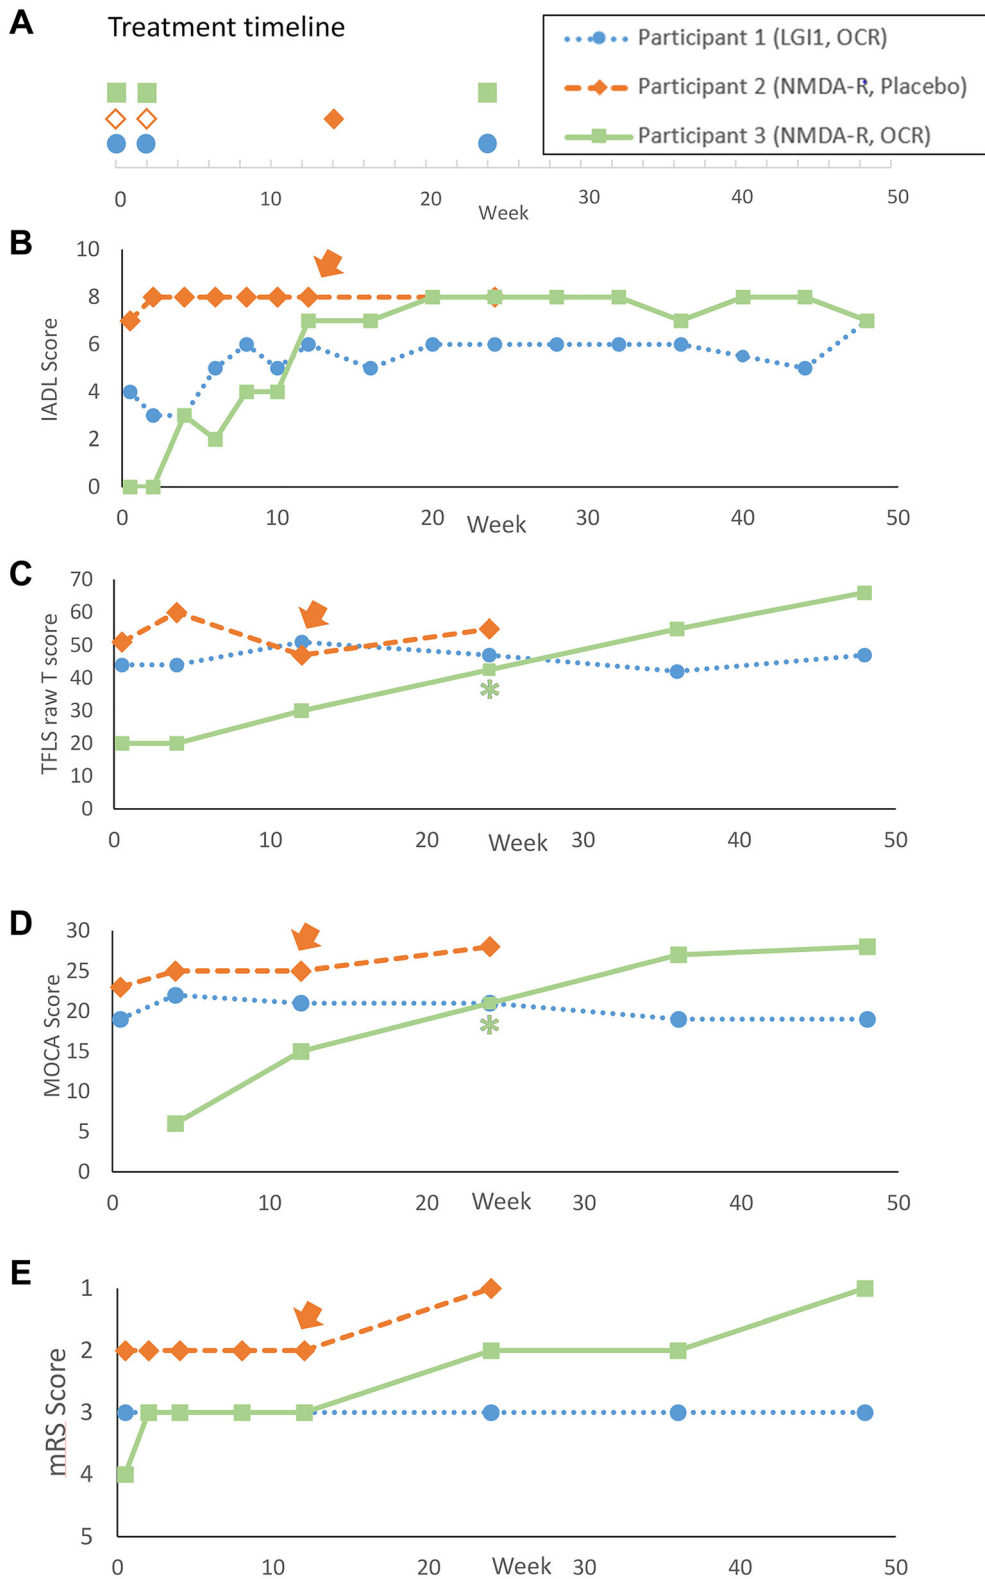 A
Treatment timeline
Participant 1 (LGI1, OCR)
Participant 2 (NMDA-R, Placebo)
Participant 3 (NMDA-R, OCR)
0 10 20 30 40 50
Week
B
IADL Score
10
8
6
4
2
0
0 10 20 30 40 50
Week
C
TFLS raw T score
70
60
50
40
30
20
10
0
*
0 10 20 30 40 50
Week
D
MOCA Score
30
25
20
15
10
5
0
*
0 10 20 30 40 50
Week
E
mRS Score
1
2
3
4
5
0 10 20 30 40 50
Week